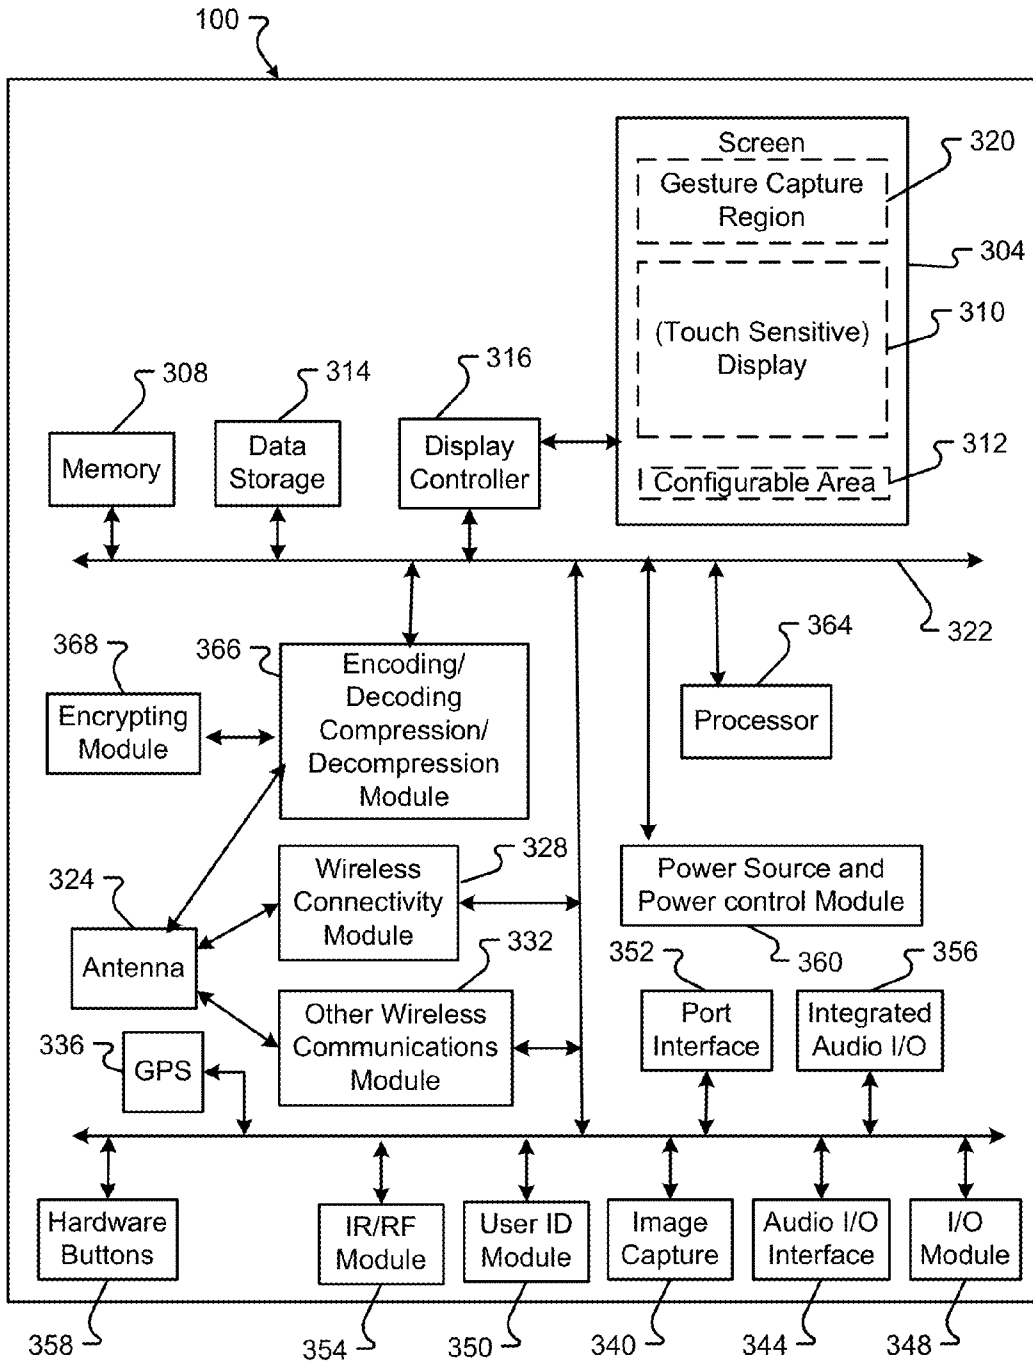 100
Screen
320
Gesture Capture
Region
304
310
(Touch Sensitive)
Display
308
314
316
Memory
Data
Storage
Display
Controller
312
Configurable Area
322
368
366
364
Encoding/
Decoding
Compression/
Decompression
Module
Encrypting
Module
Processor
328
Wireless
Connectivity
Module
324
Power Source and
Power control Module
360
332
352
356
Antenna
Other Wireless
Communications
Module
Port
Interface
Integrated
Audio I/O
336
GPS
Hardware
Buttons
IR/RF
Module
User ID
Module
Image
Capture
Audio I/O
Interface
I/O
Module
358
354
350
340
344
348